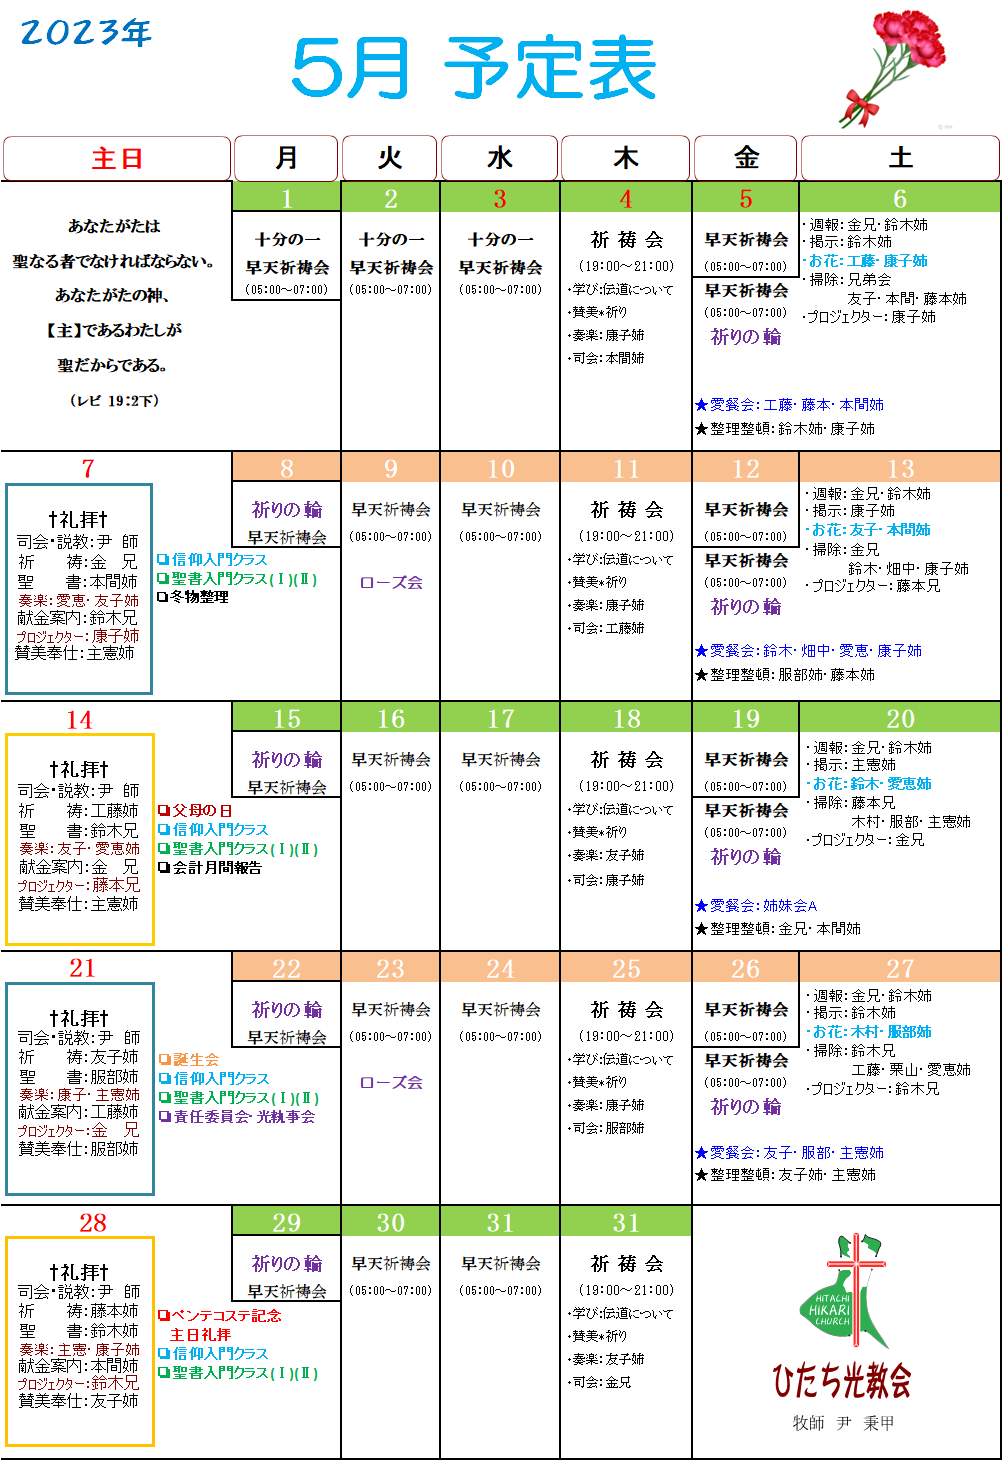 2023年
5月 予定表
主日 月 火 水 木 金 土
あなたがたは
聖なる者でなければならない。
あなたがたの神、
【主】であるわたしが
聖だからである。
（レビ 19：2下）
1
十分の一
早天祈祷会
（05：00～07：00）
2
十分の一
早天祈祷会
（05：00～07：00）
3
十分の一
早天祈祷会
（05：00～07：00）
4
祈 祷 会
（19：00～21：00）
・学び：伝道について
・賛美*祈り
・奏楽：康子姉
・司会：本間姉
5
早天祈祷会
（05：00～07：00）
早天祈祷会
（05：00～07：00）
祈りの輪
★愛餐会：工藤・藤本・本間姉
★整理整頓：鈴木姉・康子姉
6
・週報：金兄・鈴木姉
・掲示：鈴木姉
・お花：工藤・康子姉
・掃除：兄弟会
友子・本間・藤本姉
・プロジェクター：康子姉
7
†礼拝†
司会・説教：尹 師
祈　　祷：金　兄
聖　　書：本間姉
奏楽：愛恵・友子姉
献金案内：鈴木兄
プロジェクター：康子姉
賛美奉仕：主憲姉
❏信仰入門クラス
❏聖書入門クラス(Ⅰ)(Ⅱ)
❏冬物整理
8
祈りの輪
早天祈祷会
9
早天祈祷会
（05：00～07：00）
ローズ会
10
早天祈祷会
（05：00～07：00）
11
祈 祷 会
（19：00～21：00）
・学び：伝道について
・賛美*祈り
・奏楽：康子姉
・司会：工藤姉
12
早天祈祷会
（05：00～07：00）
早天祈祷会
（05：00～07：00）
祈りの輪
★愛餐会：鈴木・畑中・愛恵・康子姉
★整理整頓：服部姉・藤本姉
13
・週報：金兄・鈴木姉
・掲示：康子姉
・お花：友子・本間姉
・掃除：金兄
鈴木・畑中・康子姉
・プロジェクター：藤本兄
14
†礼拝†
司会・説教：尹 師
祈　　祷：工藤姉
聖　　書：鈴木兄
奏楽：友子・愛恵姉
献金案内：金　兄
プロジェクター：藤本兄
賛美奉仕：主憲姉
❏父母の日
❏信仰入門クラス
❏聖書入門クラス(Ⅰ)(Ⅱ)
❏会計月間報告
15
祈りの輪
早天祈祷会
16
早天祈祷会
（05：00～07：00）
17
早天祈祷会
（05：00～07：00）
18
祈 祷 会
（19：00～21：00）
・学び：伝道について
・賛美*祈り
・奏楽：友子姉
・司会：康子姉
19
早天祈祷会
（05：00～07：00）
早天祈祷会
（05：00～07：00）
祈りの輪
★愛餐会：姉妹会A
★整理整頓：金兄・本間姉
20
・週報：金兄・鈴木姉
・掲示：主憲姉
・お花：鈴木・愛恵姉
・掃除：藤本兄
木村・服部・主憲姉
・プロジェクター：金兄
21
†礼拝†
司会・説教：尹 師
祈　　祷：友子姉
聖　　書：服部姉
奏楽：康子・主憲姉
献金案内：工藤姉
プロジェクター：金　兄
賛美奉仕：服部姉
❏誕生会
❏信仰入門クラス
❏聖書入門クラス(Ⅰ)(Ⅱ)
❏責任委員会・光執事会
22
祈りの輪
早天祈祷会
23
早天祈祷会
（05：00～07：00）
ローズ会
24
早天祈祷会
（05：00～07：00）
25
祈 祷 会
（19：00～21：00）
・学び：伝道について
・賛美*祈り
・奏楽：康子姉
・司会：服部姉
26
早天祈祷会
（05：00～07：00）
早天祈祷会
（05：00～07：00）
祈りの輪
★愛餐会：友子・服部・主憲姉
★整理整頓：友子姉・主憲姉
27
・週報：金兄・鈴木姉
・掲示：鈴木姉
・お花：木村・服部姉
・掃除：鈴木兄
工藤・栗山・愛恵姉
・プロジェクター：鈴木兄
28
†礼拝†
司会・説教：尹 師
祈　　祷：藤本姉
聖　　書：鈴木姉
奏楽：主憲・康子姉
献金案内：本間姉
プロジェクター：鈴木兄
賛美奉仕：友子姉
❏ペンテコステ記念
主日礼拝
❏信仰入門クラス
❏聖書入門クラス(Ⅰ)(Ⅱ)
29
祈りの輪
早天祈祷会
30
早天祈祷会
（05：00～07：00）
31
早天祈祷会
（05：00～07：00）
31
祈 祷 会
（19：00～21：00）
・学び：伝道について
・賛美*祈り
・奏楽：友子姉
・司会：金兄
HITACHI
HIKARI
CHURCH
ひたち光教会
牧師　尹　秉甲